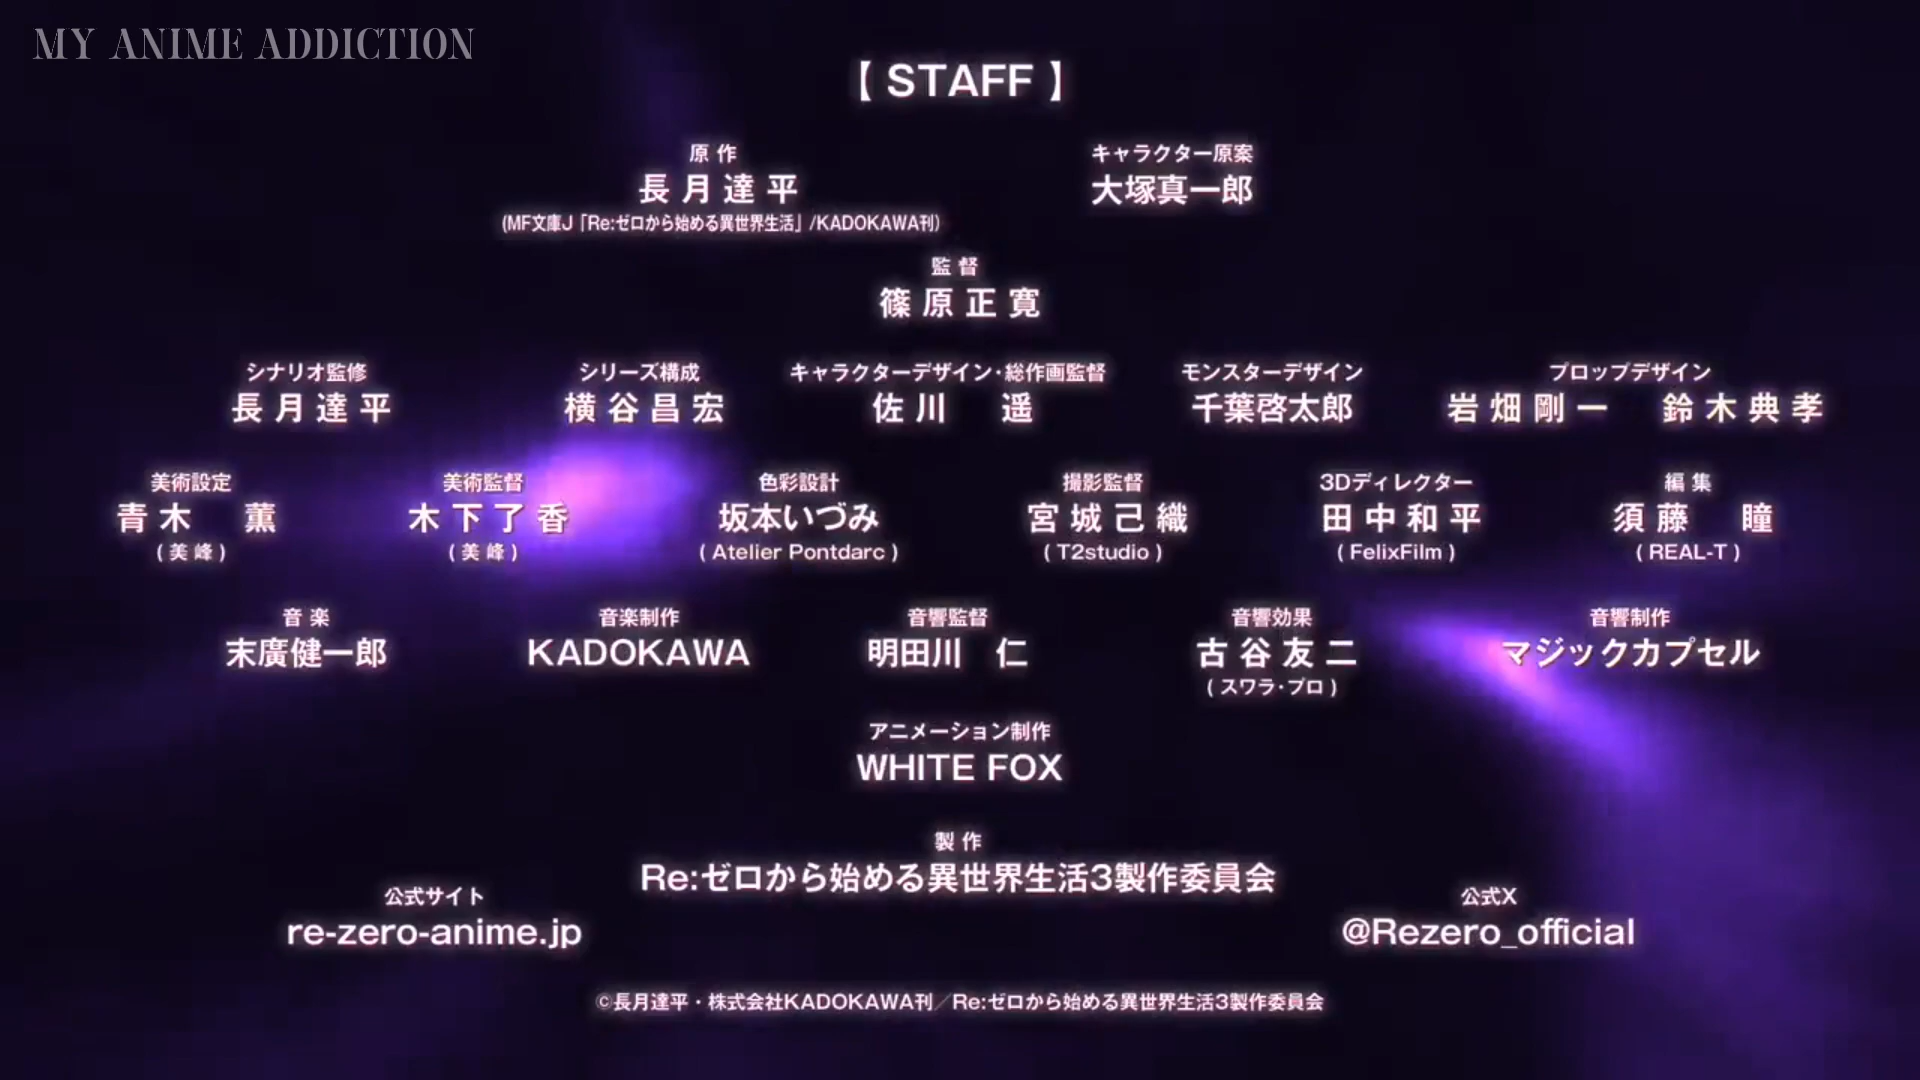 MY ANIME ADDICTION
【 STAFF 】
原作 キャラクター原案
長月達平 大塚真一郎
(MF文庫J「Re:ゼロから始める異世界生活」/KADOKAWA刊)
監督
篠原正寛
シナリオ監修 シリーズ構成 キャラクターデザイン・総作画監督 モンスターデザイン プロップデザイン
長月達平 横谷昌宏 佐川 遥 千葉啓太郎 岩畑剛一 鈴木典孝
美術設定 美術監督 色彩設計 撮影監督 3Dディレクター 編集
青木 薫 木下了香 坂本いづみ 宮城己織 田中和平 須藤 瞳
(美峰) (美峰) (Atelier Pontdarc) (T2studio) (FelixFilm) (REAL-T)
音楽 音楽制作 音響監督 音響効果 音響制作
末廣健一郎 KADOKAWA 明田川 仁 古谷友二 マジックカプセル
(スワラ・プロ)
アニメーション制作
WHITE FOX
製作
Re:ゼロから始める異世界生活3製作委員会
公式サイト 公式X
re-zero-anime.jp @Rezero_official
©長月達平・株式会社KADOKAWA刊／Re:ゼロから始める異世界生活3製作委員会